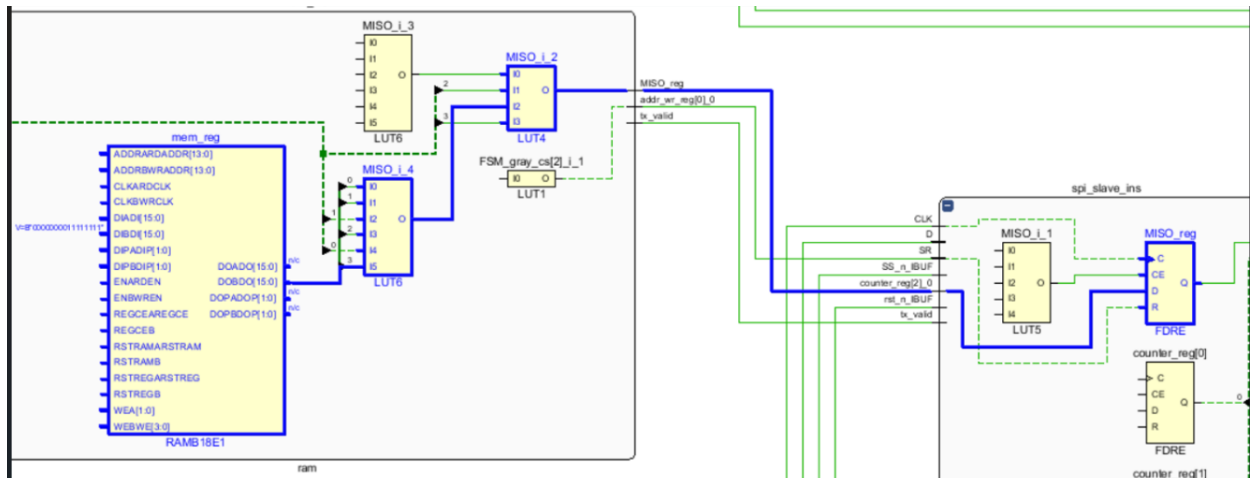 MISO_i_3
I0
I1
I2
I3
I4
I5
O
LUT6
MISO_i_2
I0
I1
I2
I3
O
LUT4
2
3
MISO_reg
addr_wr_reg[0]_0
tx_valid
FSM_gray_cs[2]_i_1
I0
O
LUT1
mem_reg
ADDRARDADDR[13:0]
ADDRBWRADDR[13:0]
CLKARDCLK
CLKBWRCLK
DIADI[15:0]
DIBDI[15:0]
DIPADIP[1:0]
DIPBDIP[1:0]
ENARDEN
ENBWREN
REGCEAREGCE
REGCEB
RSTRAMARSTRAM
RSTRAMB
RSTREGARSTREG
RSTREGB
WEA[1:0]
WEBWE[3:0]
DOADO[15:0]
DOBDO[15:0]
DOPADOP[1:0]
DOPBDOP[1:0]
n/c
n/c
n/c
RAMB18E1
MISO_i_4
0
1
1
2
0
3
I0
I1
I2
I3
I4
I5
O
LUT6
ram
spi_slave_ins
CLK
D
SR
SS_n_IBUF
counter_reg[2]_0
rst_n_IBUF
tx_valid
MISO_i_1
I0
I1
I2
I3
I4
O
LUT5
MISO_reg
C
CE
D
R
Q
FDRE
counter_reg[0]
C
CE
D
R
Q
0
FDRE
counter_reg[1]